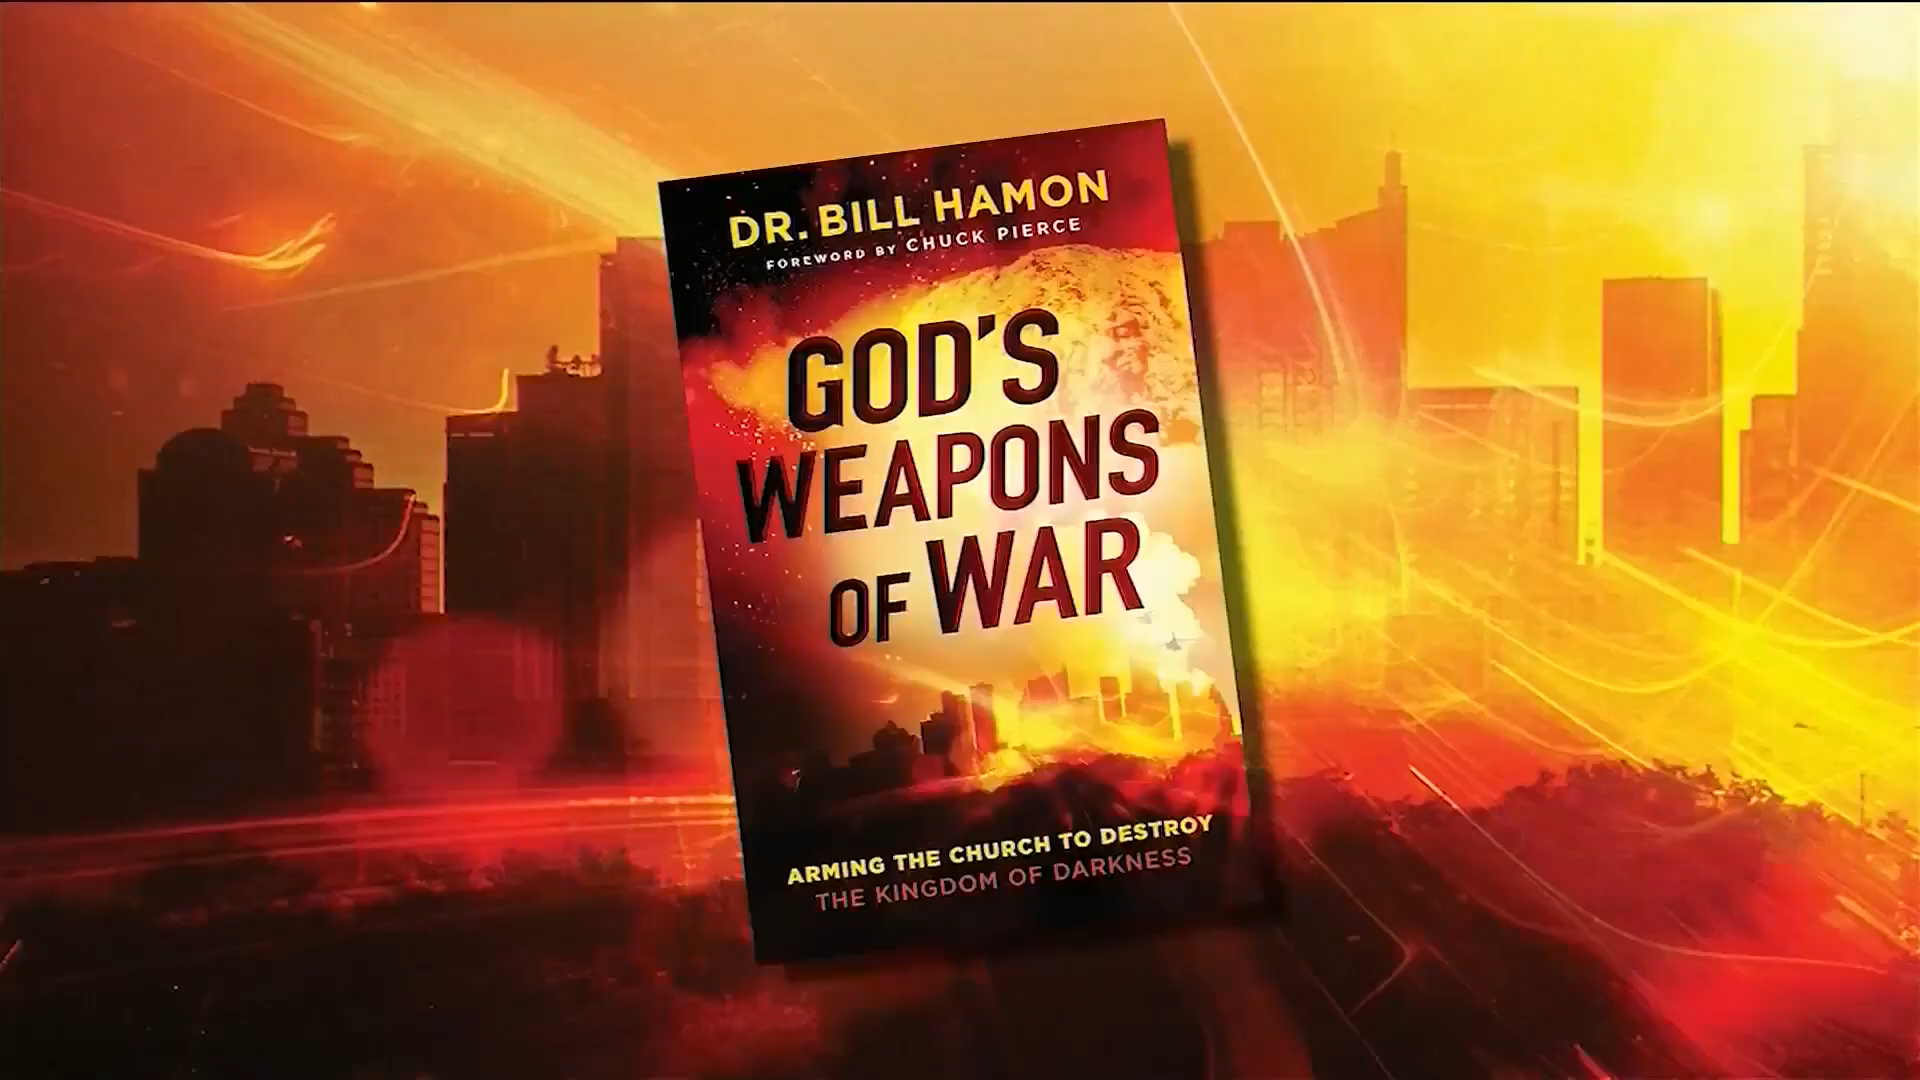 DR. BILL HAMON
FOREWORD BY CHUCK PIERCE
GOD'S
WEAPONS
OF WAR
ARMING THE CHURCH TO DESTROY
THE KINGDOM OF DARKNESS